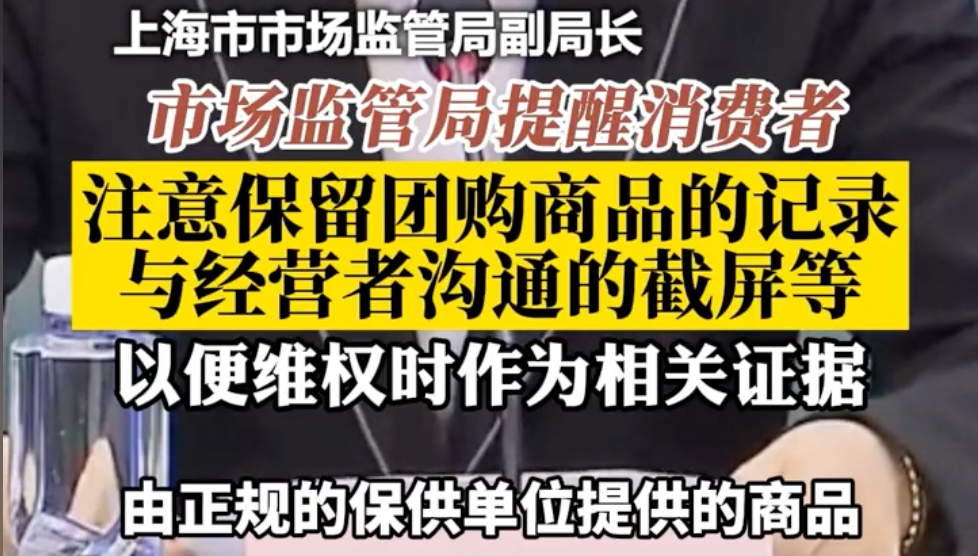 上海市市场监管局副局长
市场监管局提醒消费者
注意保留团购商品的记录
与经营者沟通的截屏等
以便维权时作为相关证据
由正规的保供单位提供的商品